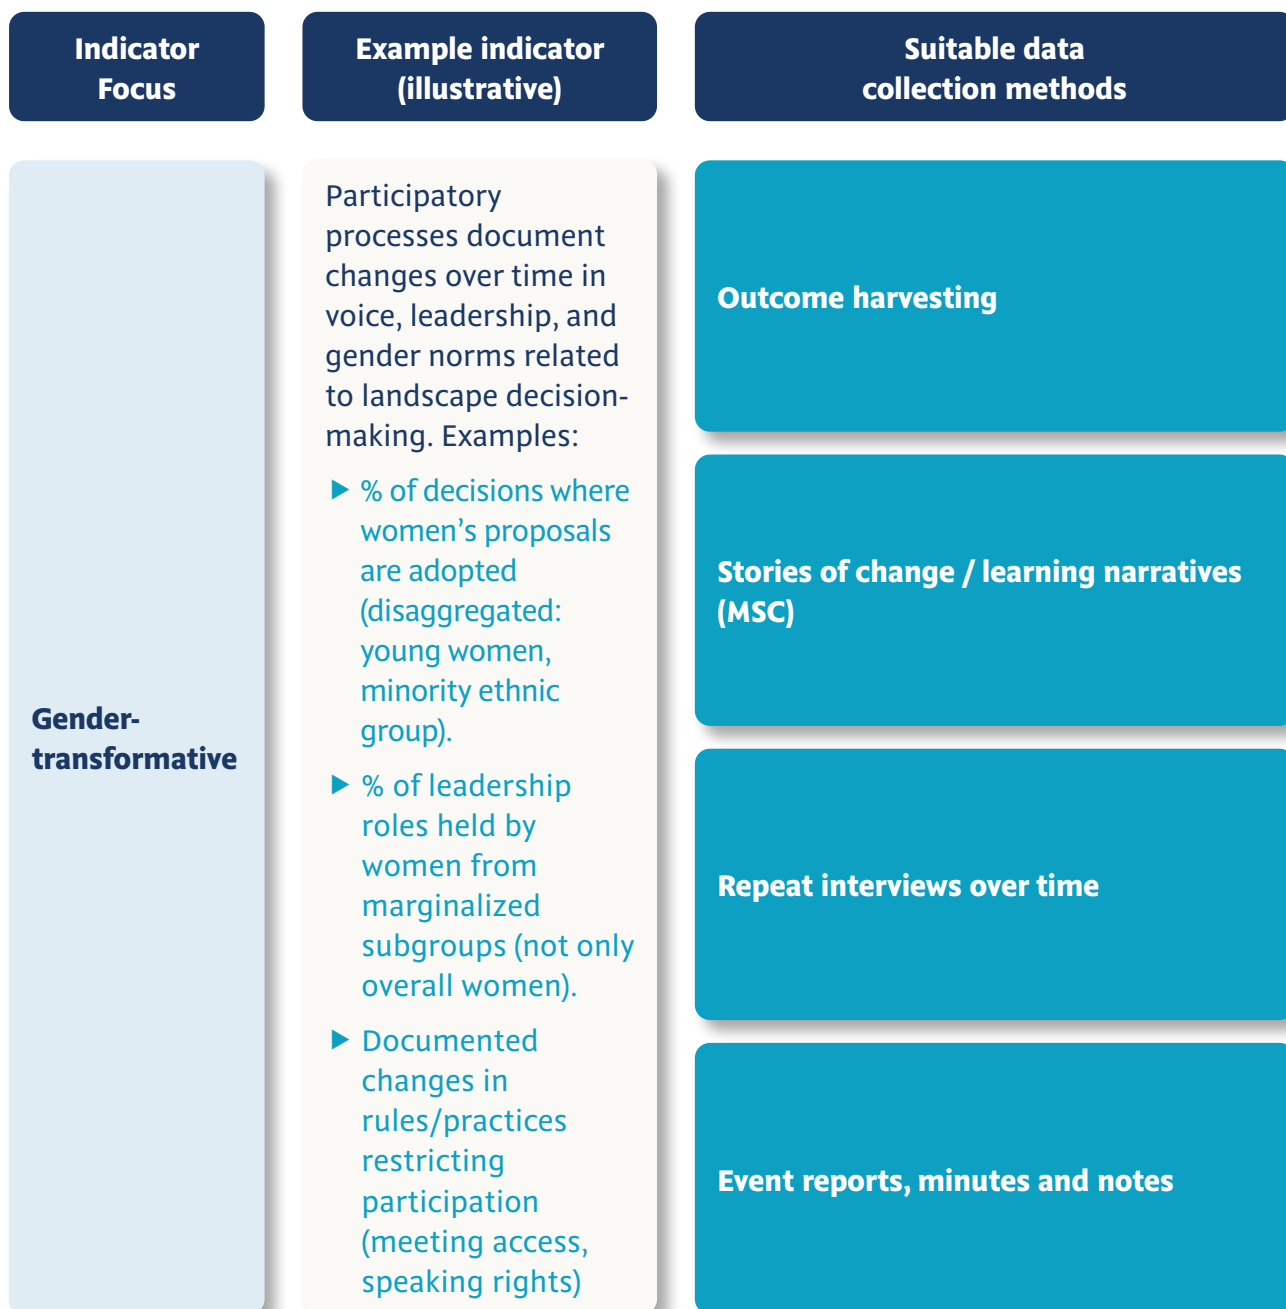 Indicator
Focus
Example indicator
(illustrative)
Suitable data
collection methods
Gender-
transformative
Participatory
processes document
changes over time in
voice, leadership, and
gender norms related
to landscape decision-
making. Examples:
▶ % of decisions where
women’s proposals
are adopted
(disaggregated:
young women,
minority ethnic
group).
▶ % of leadership
roles held by
women from
marginalized
subgroups (not only
overall women).
▶ Documented
changes in
rules/practices
restricting
participation
(meeting access,
speaking rights)
Outcome harvesting
Stories of change / learning narratives
(MSC)
Repeat interviews over time
Event reports, minutes and notes